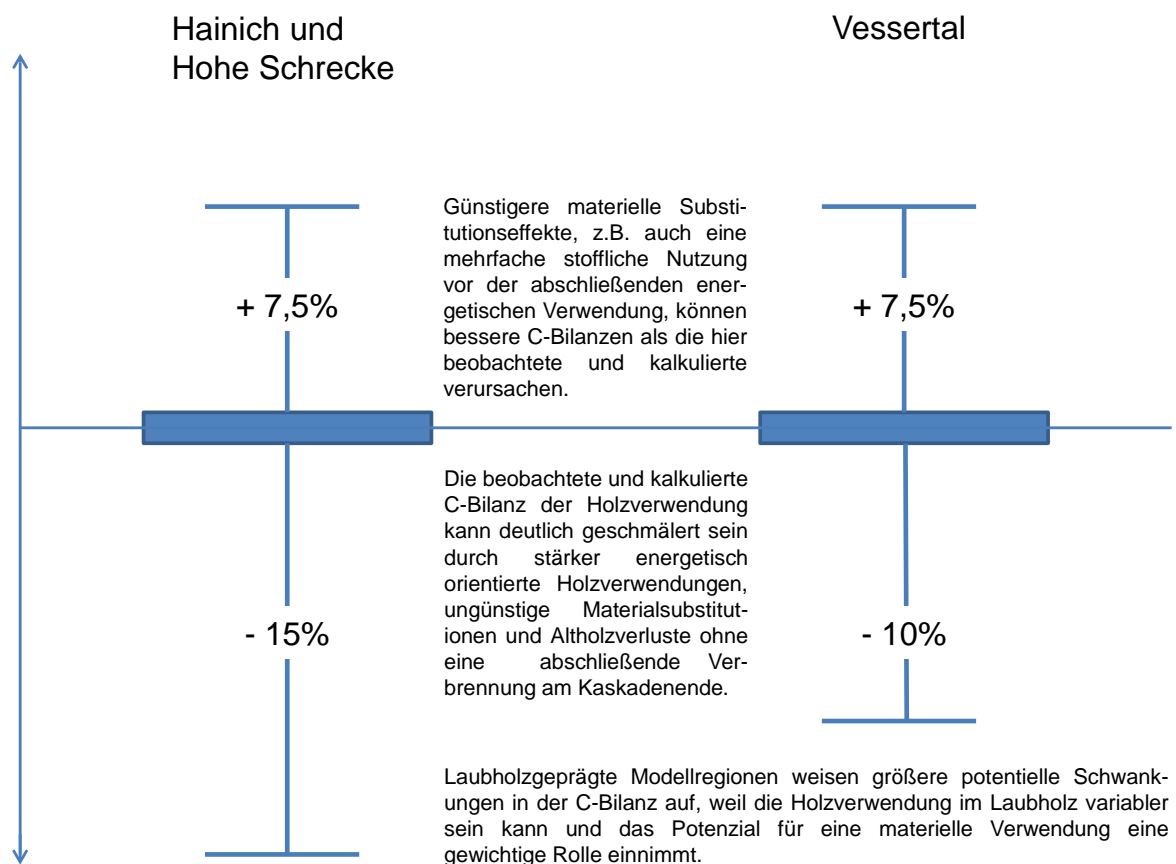 Hainich und
Hohe Schrecke
Vessertal
Günstigere materielle Substi-
tutionseffekte, z.B. auch eine
mehrfache stoffliche Nutzung
vor der abschließenden ener-
getischen Verwendung, können
bessere C-Bilanzen als die hier
beobachtete und kalkulierte
verursachen.
+ 7,5%
+ 7,5%
Die beobachtete und kalkulierte
C-Bilanz der Holzverwendung
kann deutlich geschmälert sein
durch stärker energetisch
orientierte Holzverwendungen,
ungünstige Materialsubstitut-
ionen und Altholzverluste ohne
eine abschließende Ver-
brennung am Kaskadenende.
- 15%
- 10%
Laubholzgeprägte Modellregionen weisen größere potentielle Schwank-
ungen in der C-Bilanz auf, weil die Holzverwendung im Laubholz variabler
sein kann und das Potenzial für eine materielle Verwendung eine
gewichtige Rolle einnimmt.